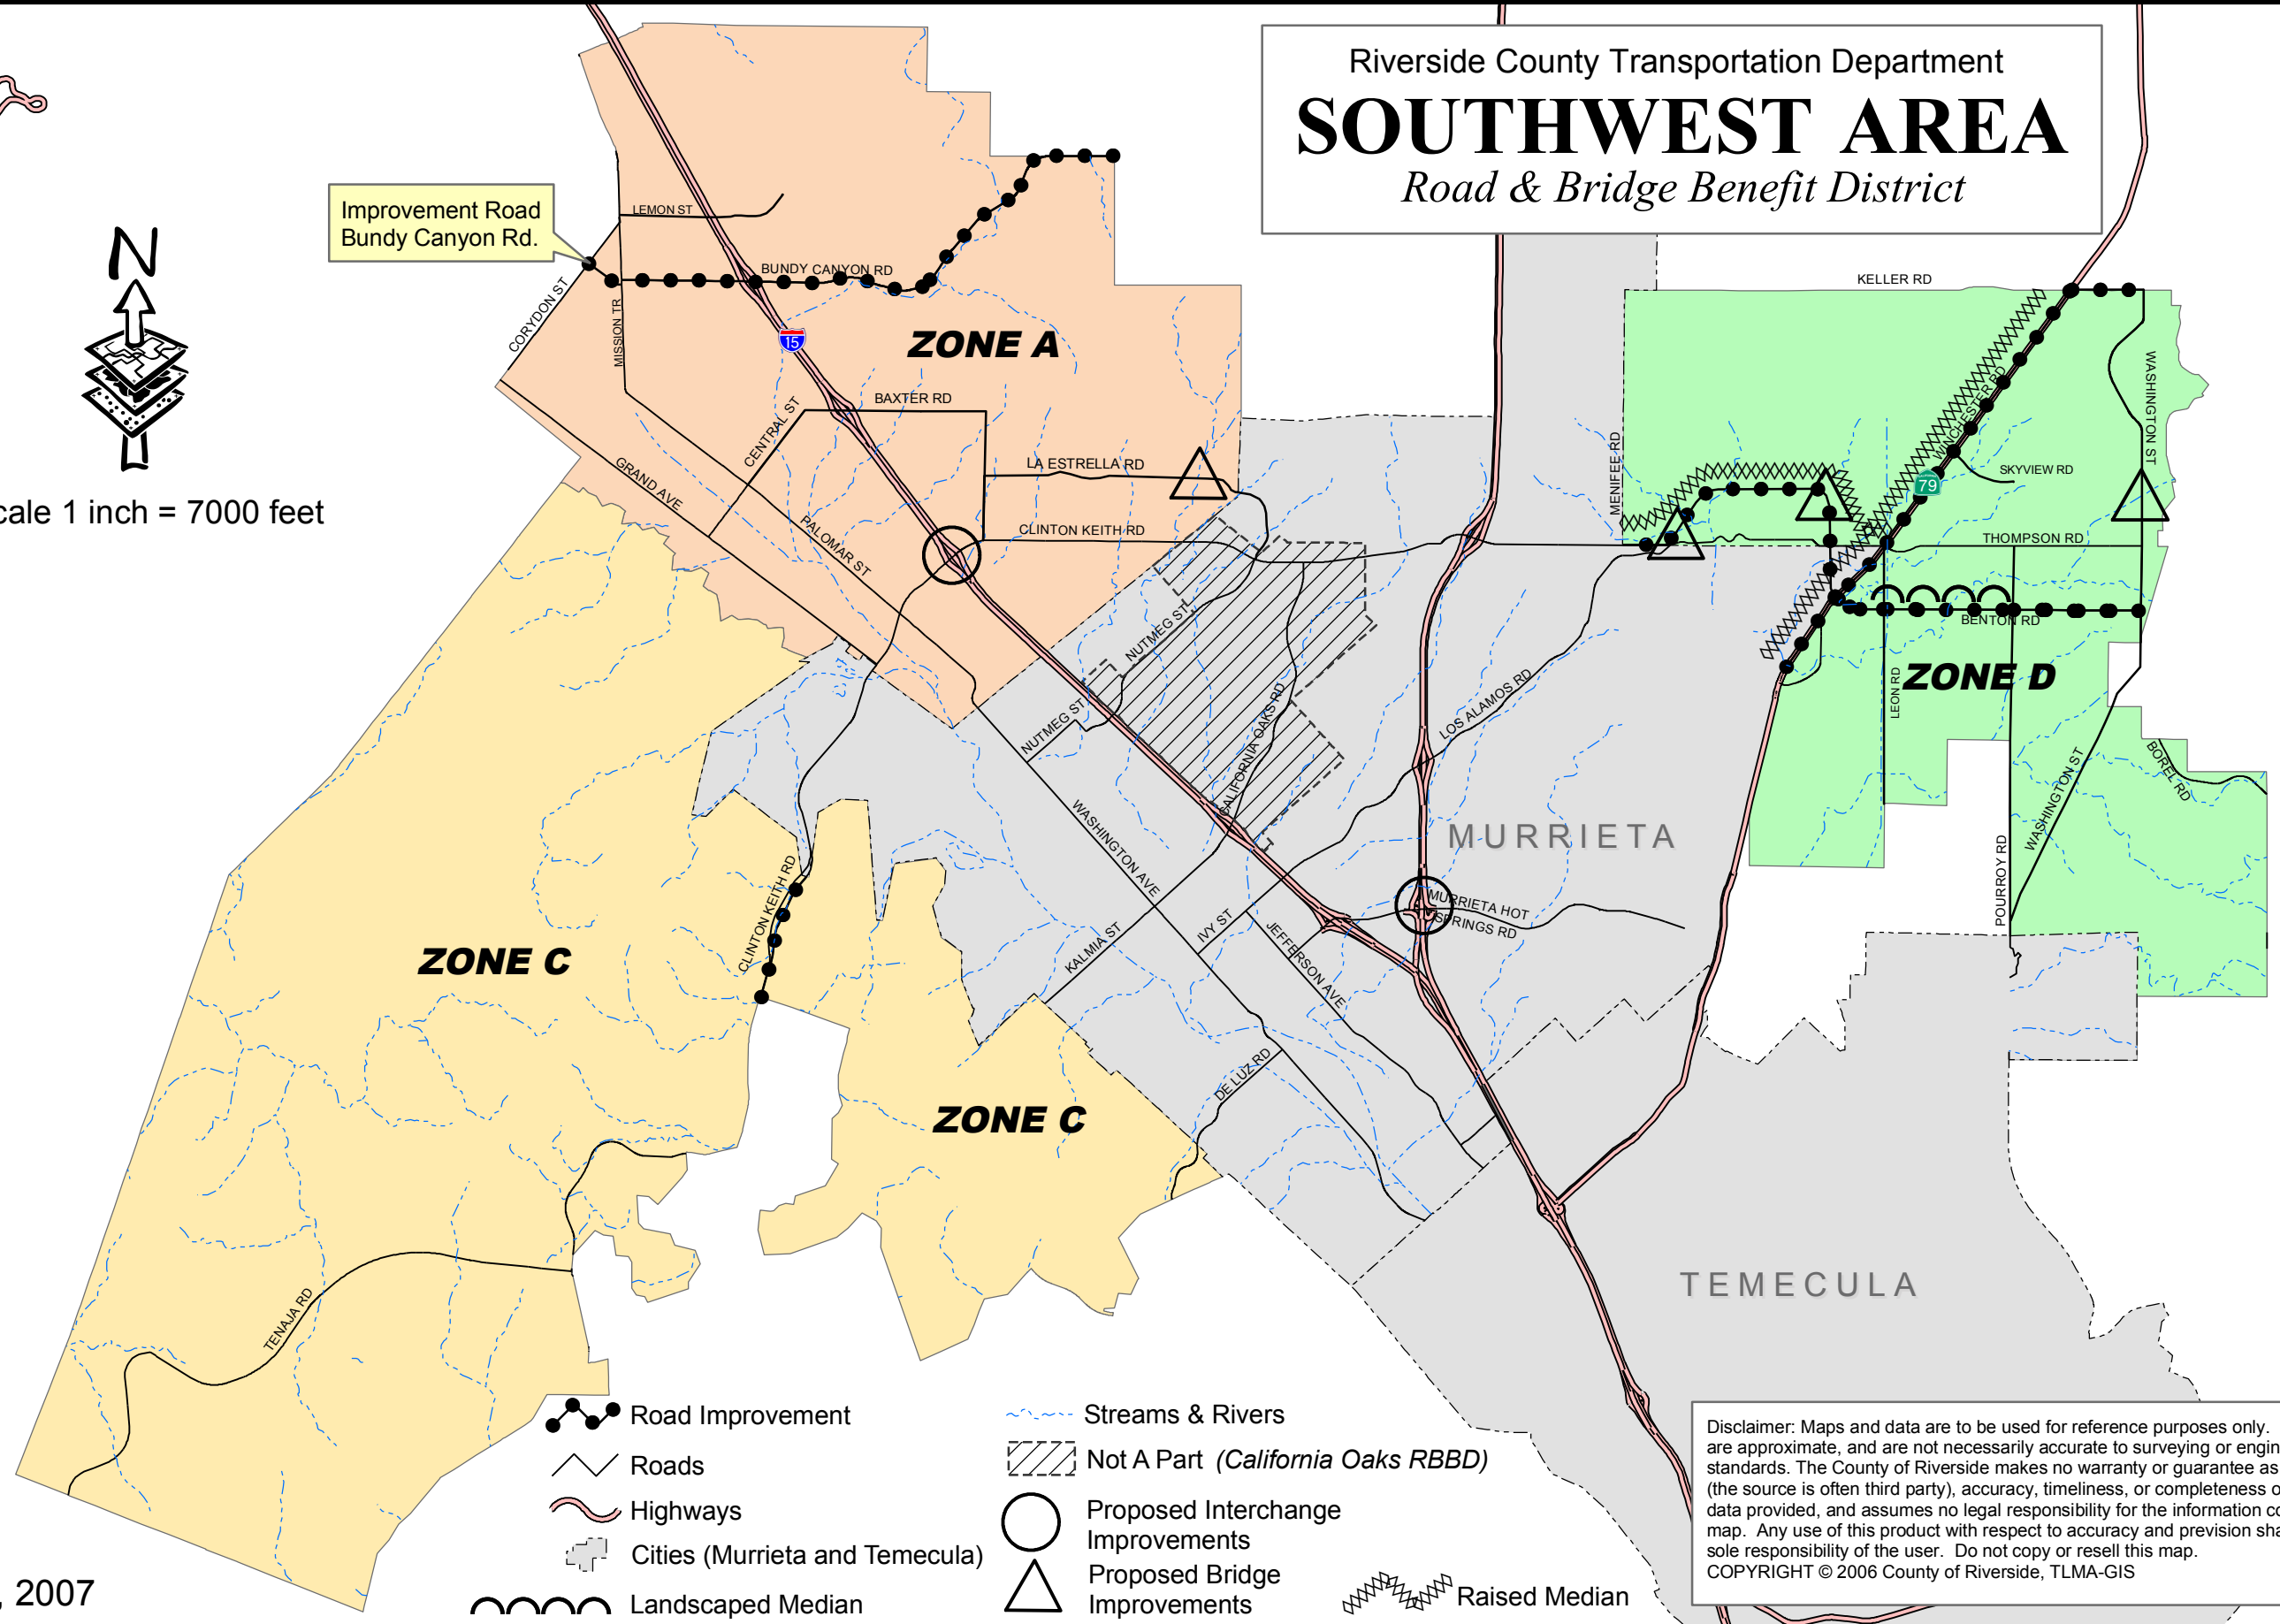 Riverside County Transportation Department
SOUTHWEST AREA
Road & Bridge Benefit District
Improvement Road
Bundy Canyon Rd.
N
cale 1 inch = 7000 feet
LEMON ST
BUNDY CANYON RD
CORYDON ST
MISSION TR
15
ZONE A
KELLER RD
BAXTER RD
CENTRAL ST
GRAND AVE
LA ESTRELLA RD
PALOMAR ST
CLINTON KEITH RD
MENIFEE RD
WINCHESTER RD
WASHINGTON ST
SKYVIEW RD
79
THOMPSON RD
BENTON RD
NUTMEG ST
NUTMEG ST
CALIFORNIA OAKS RD
LOS ALAMOS RD
LEON RD
ZONE D
BOREL RD
WASHINGTON ST
POURROY RD
MURRIETA
WASHINGTON AVE
MURRIETA HOT
SPRINGS RD
KALMIA ST
IVY ST
JEFFERSON AVE
CLINTON KEITH RD
ZONE C
ZONE C
DE LUZ RD
TENAJA RD
TEMECULA
Road Improvement
Roads
Highways
Cities (Murrieta and Temecula)
Landscaped Median
Streams & Rivers
Not A Part (California Oaks RBBD)
Proposed Interchange
Improvements
Proposed Bridge
Improvements
Raised Median
Disclaimer: Maps and data are to be used for reference purposes only.
are approximate, and are not necessarily accurate to surveying or engin
standards. The County of Riverside makes no warranty or guarantee as
(the source is often third party), accuracy, timeliness, or completeness o
data provided, and assumes no legal responsibility for the information co
map. Any use of this product with respect to accuracy and prevision sha
sole responsibility of the user. Do not copy or resell this map.
COPYRIGHT © 2006 County of Riverside, TLMA-GIS
, 2007